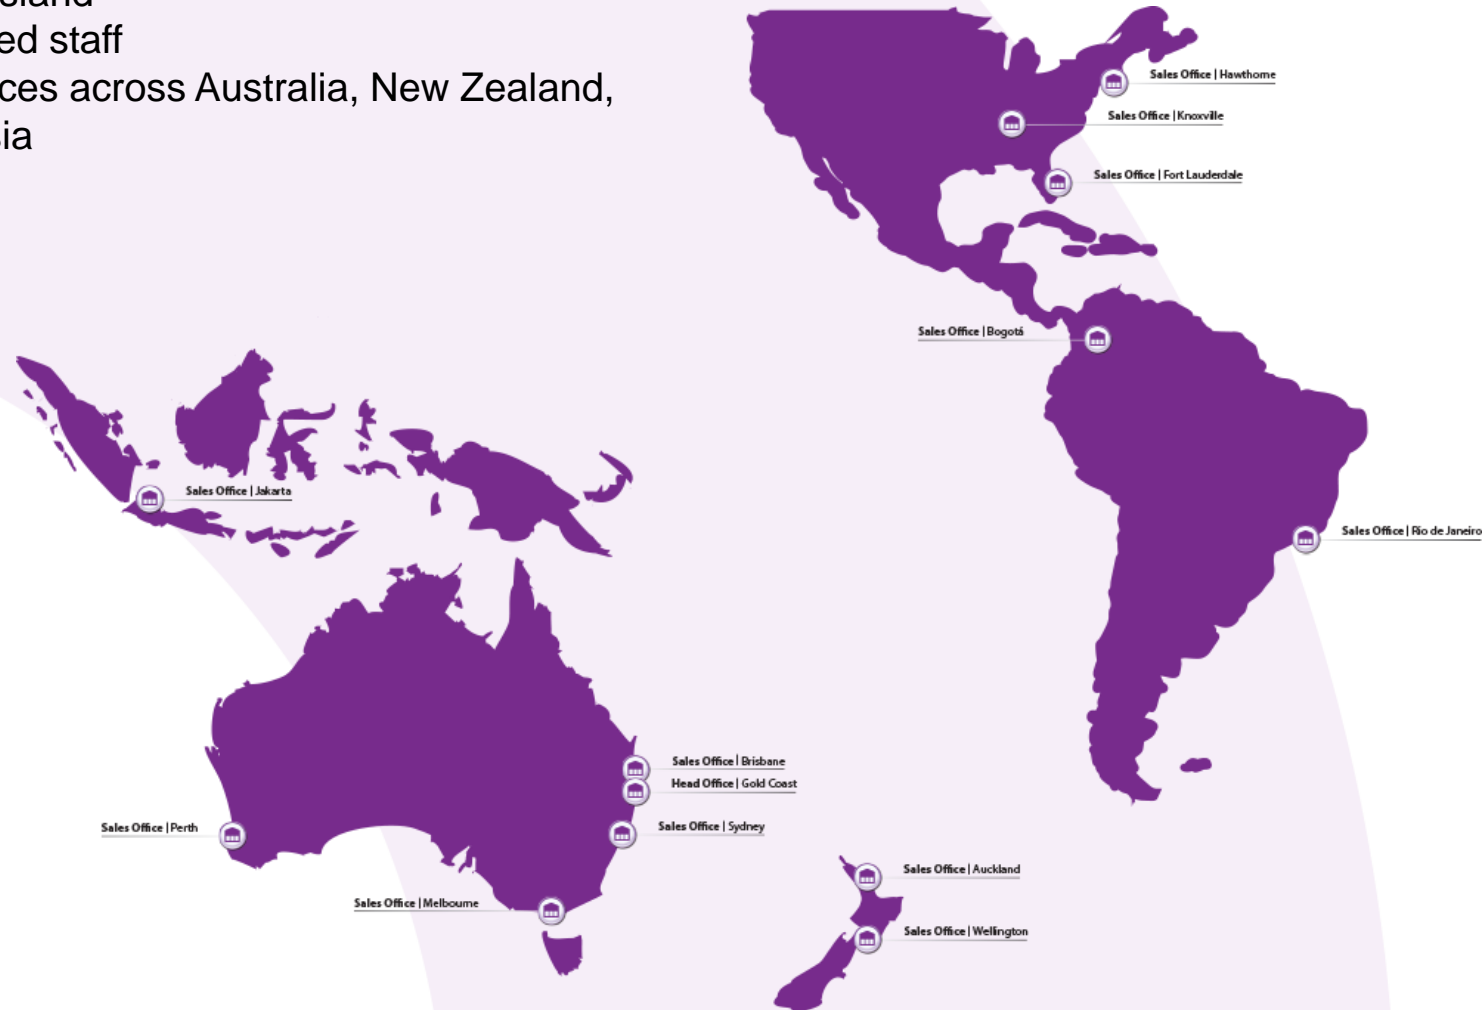 sland
ed staff
ces across Australia, New Zealand,
sia
Sales Office | Hawthorne
Sales Office | Knoxville
Sales Office | Fort Lauderdale
Sales Office | Bogotá
Sales Office | Jakarta
Sales Office | Rio de Janeiro
Sales Office | Brisbane
Head Office | Gold Coast
Sales Office | Perth
Sales Office | Sydney
Sales Office | Auckland
Sales Office | Melbourne
Sales Office | Wellington